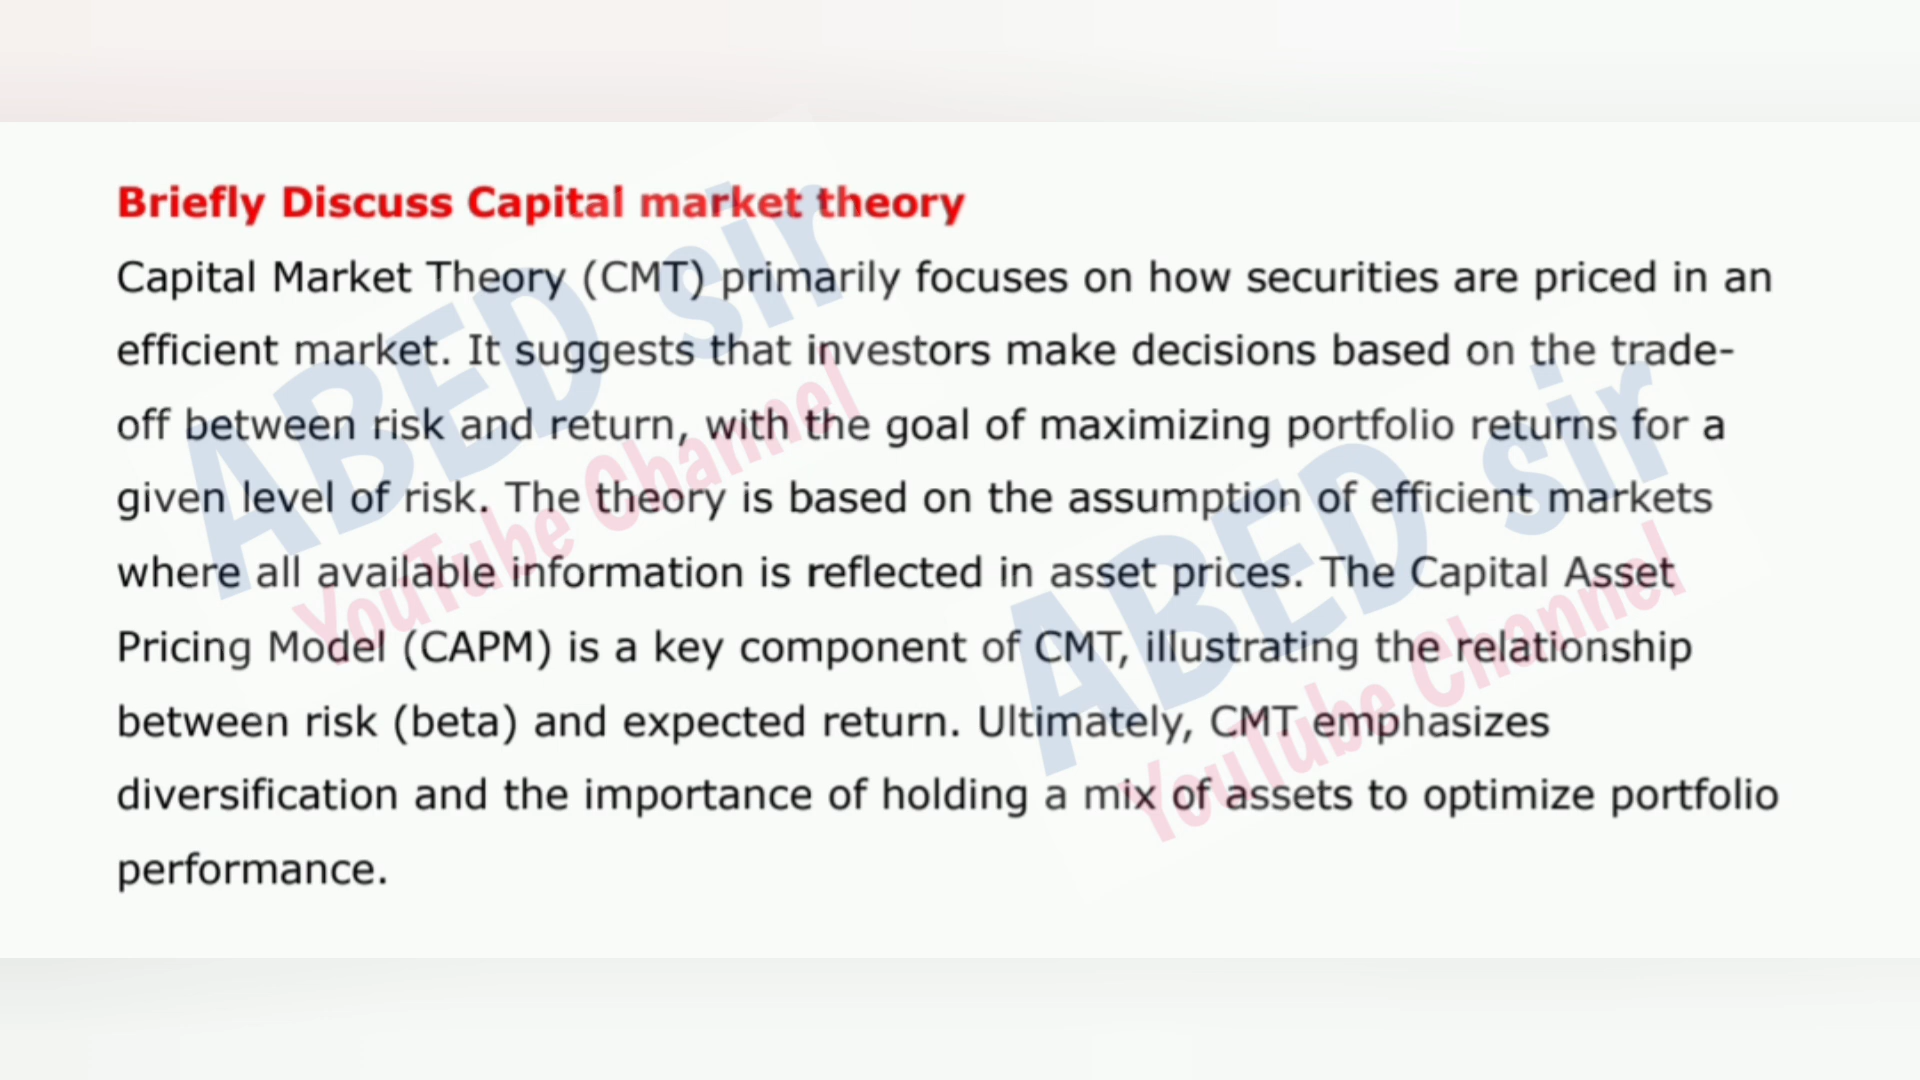 Briefly Discuss Capital market theory
Capital Market Theory (CMT) primarily focuses on how securities are priced in an
efficient market. It suggests that investors make decisions based on the trade-
off between risk and return, with the goal of maximizing portfolio returns for a
given level of risk. The theory is based on the assumption of efficient markets
where all available information is reflected in asset prices. The Capital Asset
Pricing Model (CAPM) is a key component of CMT, illustrating the relationship
between risk (beta) and expected return. Ultimately, CMT emphasizes
diversification and the importance of holding a mix of assets to optimize portfolio
performance.
ABED sir
YouTube Channel
ABED sir
YouTube Channel